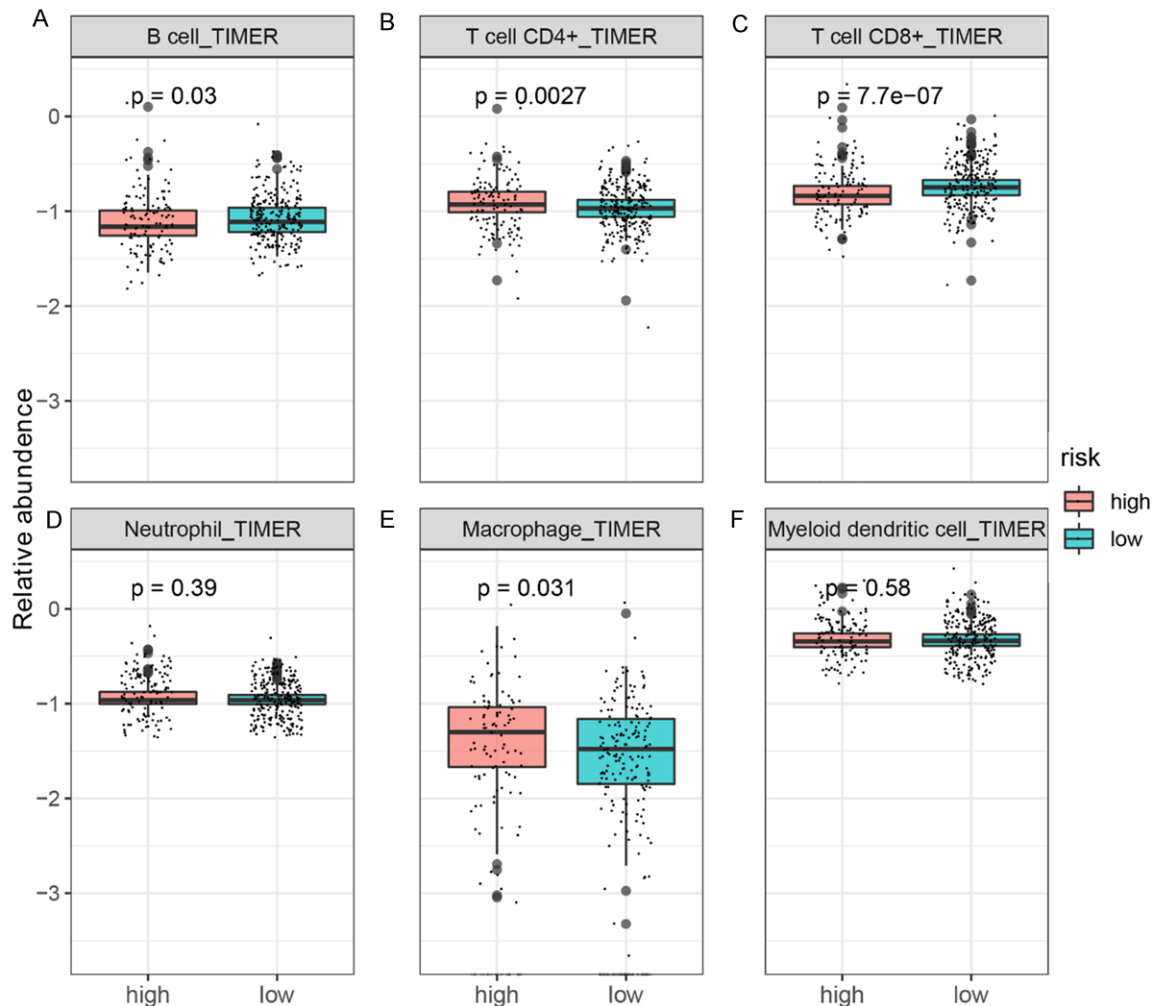 A
B
C
B cell_TIMER
T cell CD4+_TIMER
T cell CD8+_TIMER
p = 0.03
p = 0.0027
p = 7.7e−07
0
−1
−2
−3
Relative abundence
risk
high
low
D
E
F
Neutrophil_TIMER
Macrophage_TIMER
Myeloid dendritic cell_TIMER
p = 0.39
p = 0.031
p = 0.58
0
−1
−2
−3
high
low
high
low
high
low